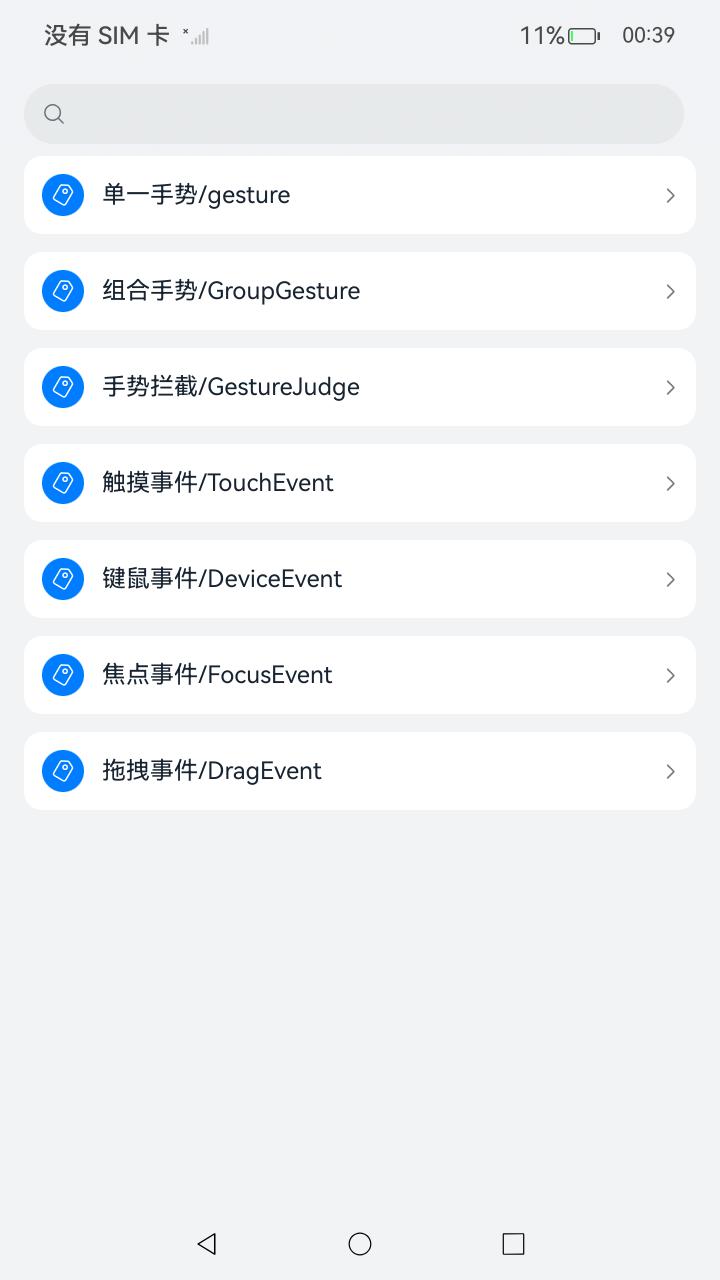 没有 SIM 卡 11% 00:39
单一手势/gesture
组合手势/GroupGesture
手势拦截/GestureJudge
触摸事件/TouchEvent
键鼠事件/DeviceEvent
焦点事件/FocusEvent
拖拽事件/DragEvent